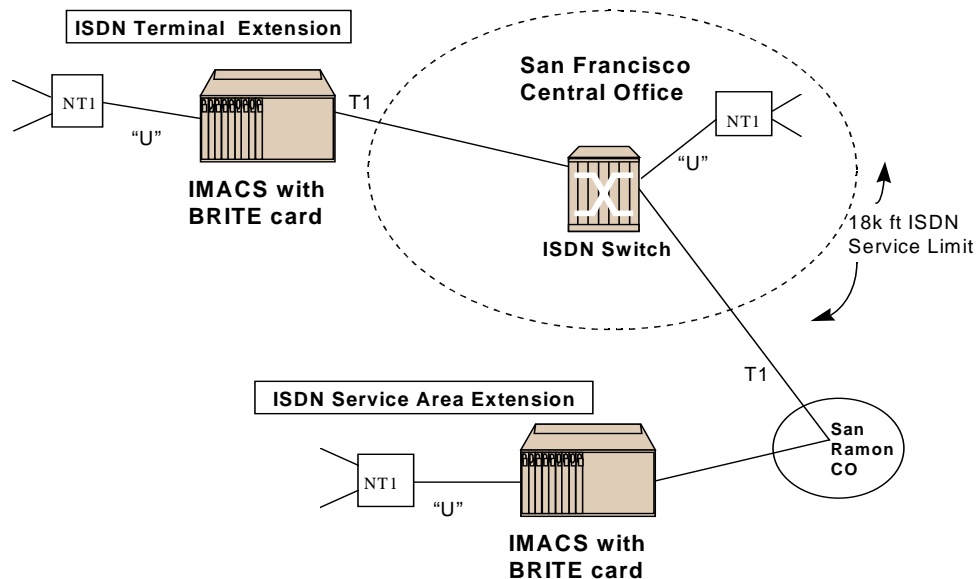 ISDN Terminal Extension
San Francisco
Central Office
NT1
T1
NT1
“U”
“U”
IMACS with
BRITE card
ISDN Switch
18k ft ISDN
Service Limit
T1
ISDN Service Area Extension
San
Ramon
CO
NT1
“U”
IMACS with
BRITE card